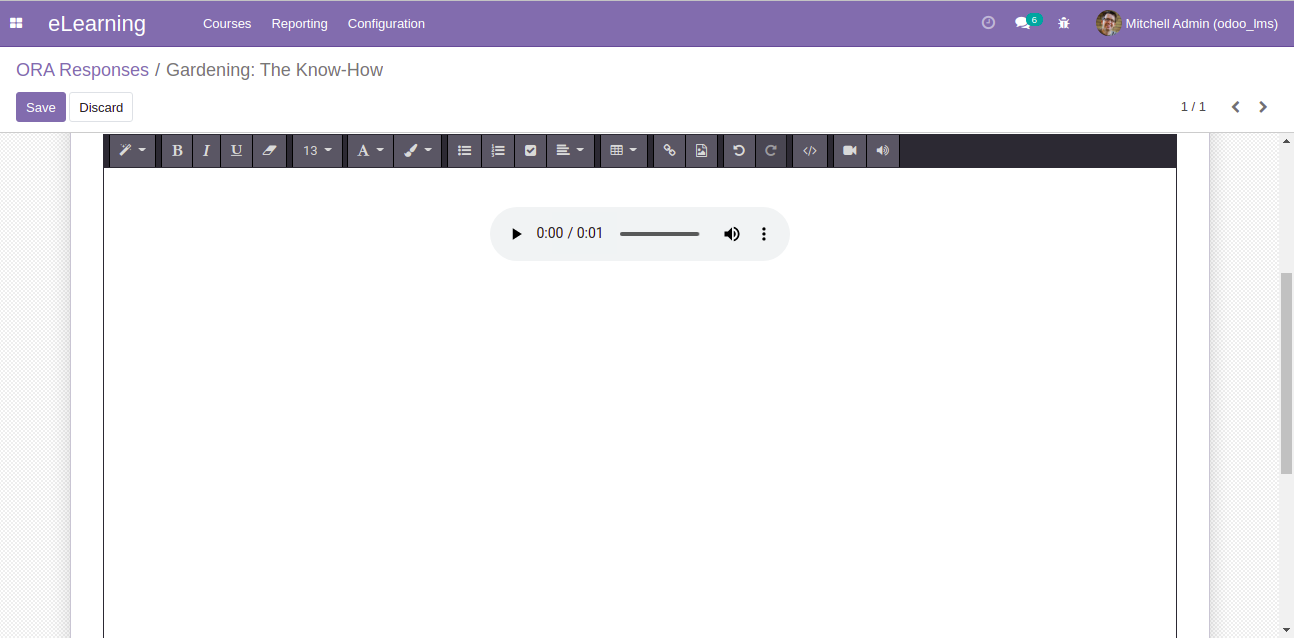 eLearning Courses Reporting Configuration 6 Mitchell Admin (odoo_lms)
ORA Responses / Gardening: The Know-How
Save Discard 1 / 1
B I U 13 A
0:00 / 0:01